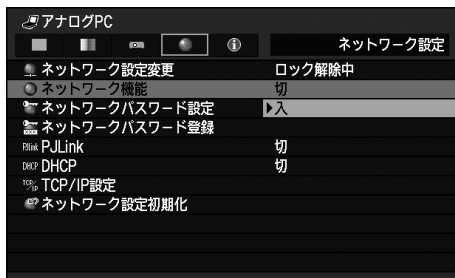 アナログPC
ネットワーク設定
ネットワーク設定変更 ロック解除中
ネットワーク機能 切
ネットワークパスワード設定 入
ネットワークパスワード登録
PJLink PJLink 切
DHCP DHCP 切
TCP/IP TCP/IP設定
ネットワーク設定初期化